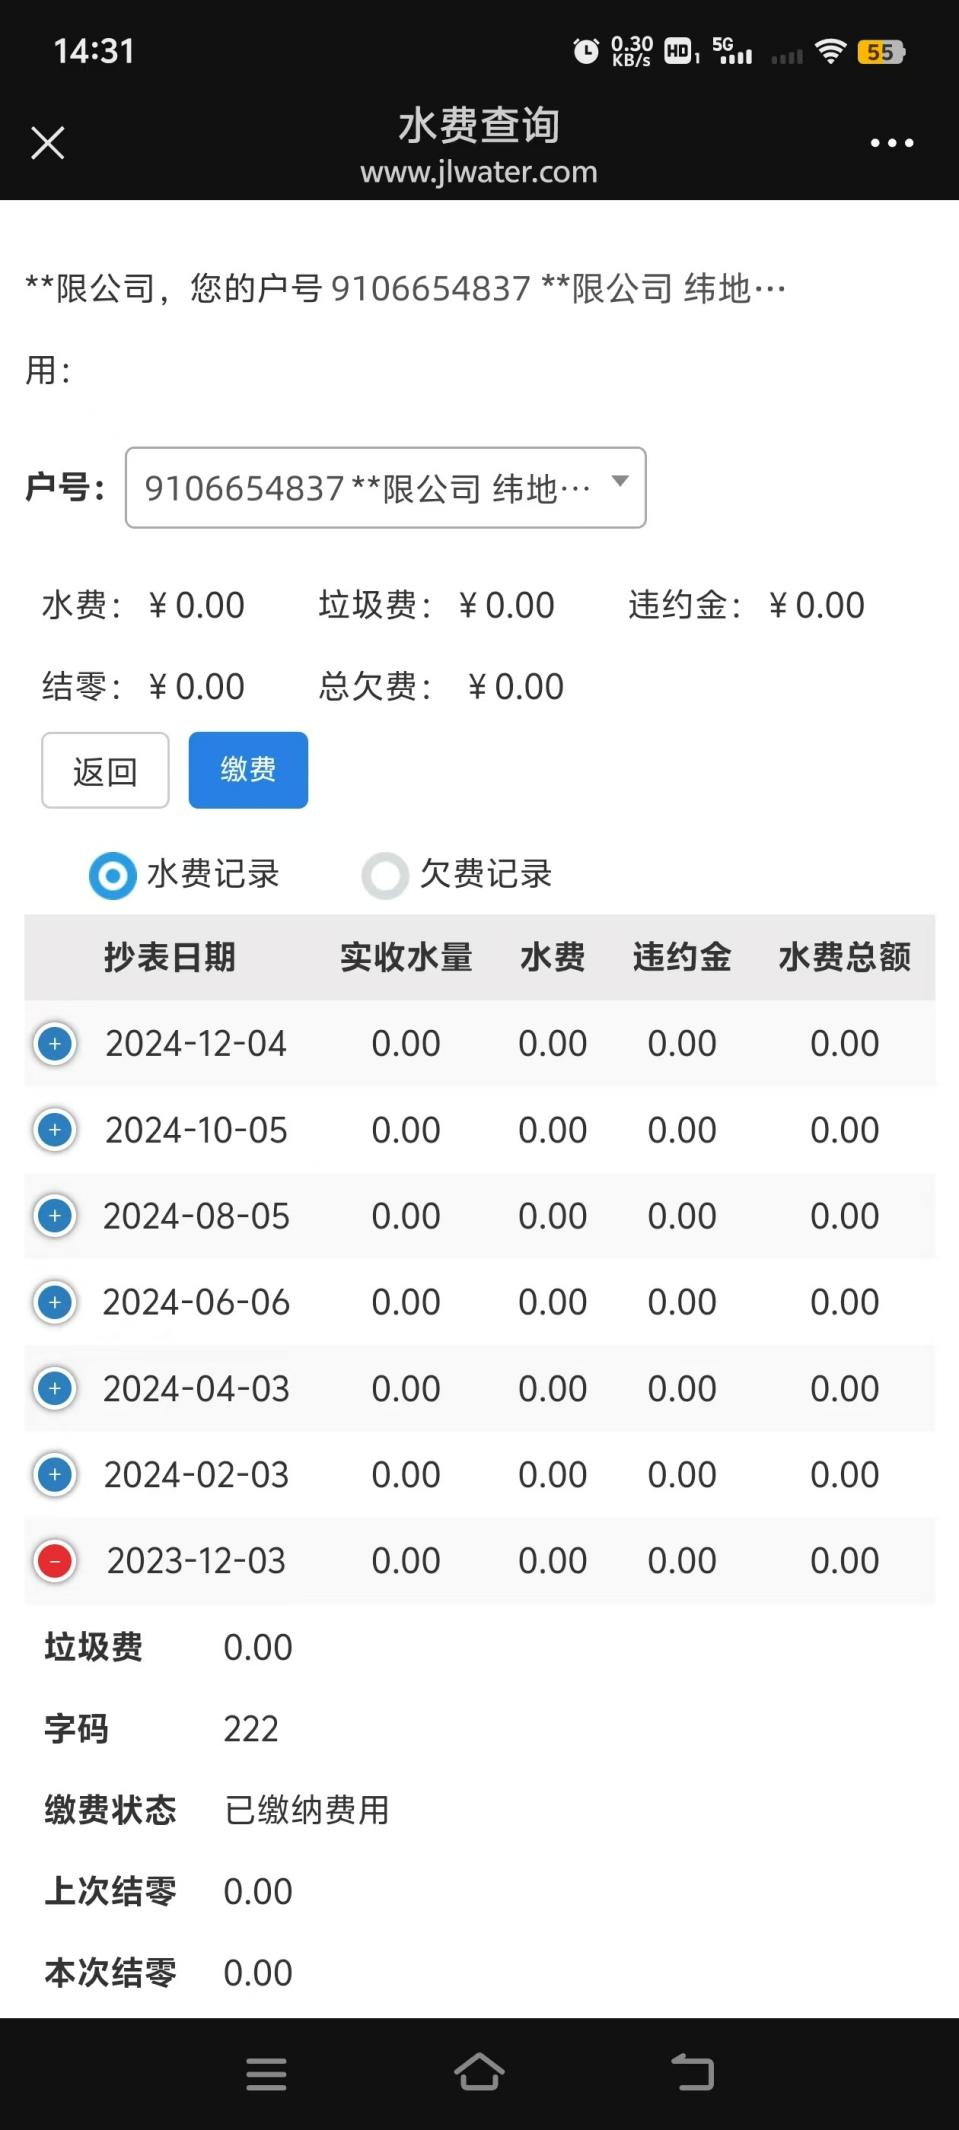 14:31
0.30 KB/s HD 1 5G 55
水费查询
www.jlwater.com
**限公司，您的户号 9106654837 **限公司 纬地…
用：
户号： 9106654837 **限公司 纬地…
水费： ¥ 0.00 垃圾费： ¥ 0.00 违约金： ¥ 0.00
结零： ¥ 0.00 总欠费： ¥ 0.00
返回 缴费
水费记录 欠费记录
抄表日期 实收水量 水费 违约金 水费总额
+ 2024-12-04 0.00 0.00 0.00 0.00
+ 2024-10-05 0.00 0.00 0.00 0.00
+ 2024-08-05 0.00 0.00 0.00 0.00
+ 2024-06-06 0.00 0.00 0.00 0.00
+ 2024-04-03 0.00 0.00 0.00 0.00
+ 2024-02-03 0.00 0.00 0.00 0.00
- 2023-12-03 0.00 0.00 0.00 0.00
垃圾费 0.00
字码 222
缴费状态 已缴纳费用
上次结零 0.00
本次结零 0.00